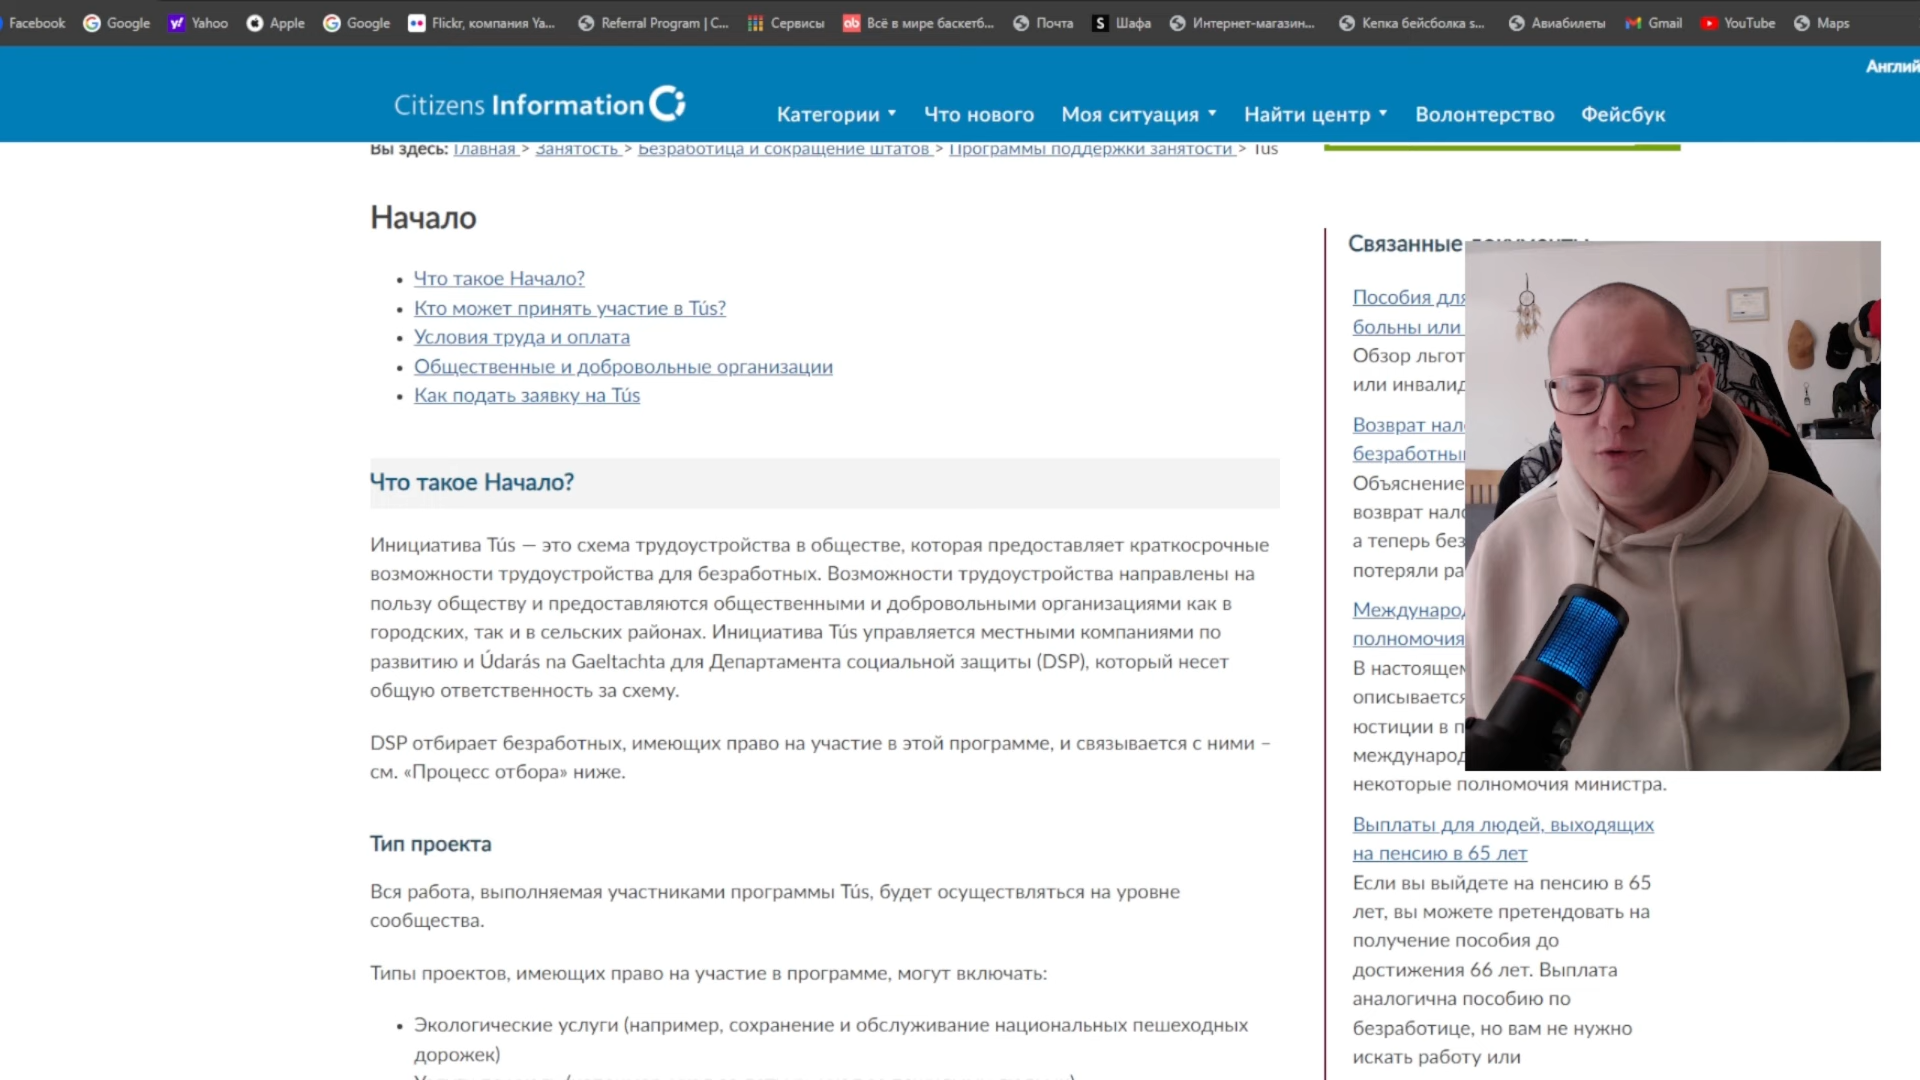 Facebook Google Yahoo Apple Google Flickr, компания Ya... Referral Program | C... Сервисы Всё в мире баскетб... Почта Шафа Интернет-магазин... Кепка бейсболка s... Авиабилеты Gmail YouTube Maps
Англий
Citizens Information
Категории Что нового Моя ситуация Найти центр Волонтерство Фейсбук
Вы здесь: Главная > Занятость > Безработица и сокращение штатов > Программы поддержки занятости > Tús
Начало
• Что такое Начало?
• Кто может принять участие в Tús?
• Условия труда и оплата
• Общественные и добровольные организации
• Как подать заявку на Tús
Что такое Начало?
Инициатива Tús — это схема трудоустройства в обществе, которая предоставляет краткосрочные
возможности трудоустройства для безработных. Возможности трудоустройства направлены на
пользу обществу и предоставляются общественными и добровольными организациями как в
городских, так и в сельских районах. Инициатива Tús управляется местными компаниями по
развитию и Údarás na Gaeltachta для Департамента социальной защиты (DSP), который несет
общую ответственность за схему.
DSP отбирает безработных, имеющих право на участие в этой программе, и связывается с ними –
см. «Процесс отбора» ниже.
Тип проекта
Вся работа, выполняемая участниками программы Tús, будет осуществляться на уровне
сообщества.
Типы проектов, имеющих право на участие в программе, могут включать:
• Экологические услуги (например, сохранение и обслуживание национальных пешеходных
дорожек)
Связанные документы
Пособия для
больны или
Обзор льгот
или инвалид
Возврат нал
безработны
Объяснение
возврат нал
а теперь без
потеряли ра
Международ
полномочия
В настоящем
описывается
юстиции в п
международ
некоторые полномочия министра.
Выплаты для людей, выходящих
на пенсию в 65 лет
Если вы выйдете на пенсию в 65
лет, вы можете претендовать на
получение пособия до
достижения 66 лет. Выплата
аналогична пособию по
безработице, но вам не нужно
искать работу или